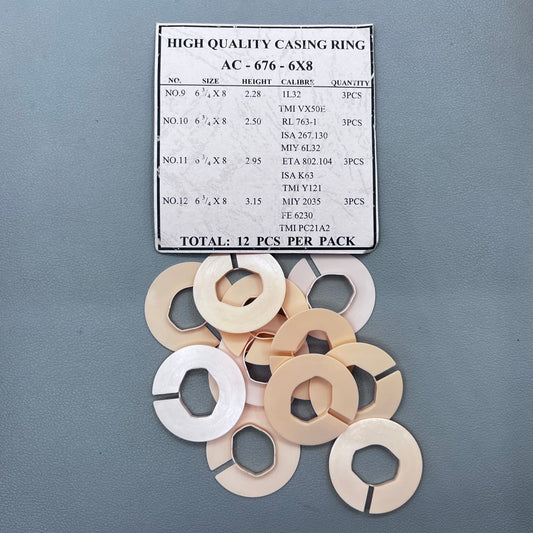 HIGH QUALITY CASING RING
AC - 676 - 6X8
NO. SIZE HEIGHT CALIBRE QUANTITY
NO.9 6 3/4 X 8 2.28 1L32 3PCS
TMI VX50E
NO.10 6 3/4 X 8 2.50 RL 763-1 3PCS
ISA 267.130
MIY 6L32
NO.11 6 3/4 X 8 2.95 ETA 802.104 3PCS
ISA K63
TMI Y121
NO.12 6 3/4 X 8 3.15 MIY 2035 3PCS
FE 6230
TMI PC21A2
TOTAL: 12 PCS PER PACK